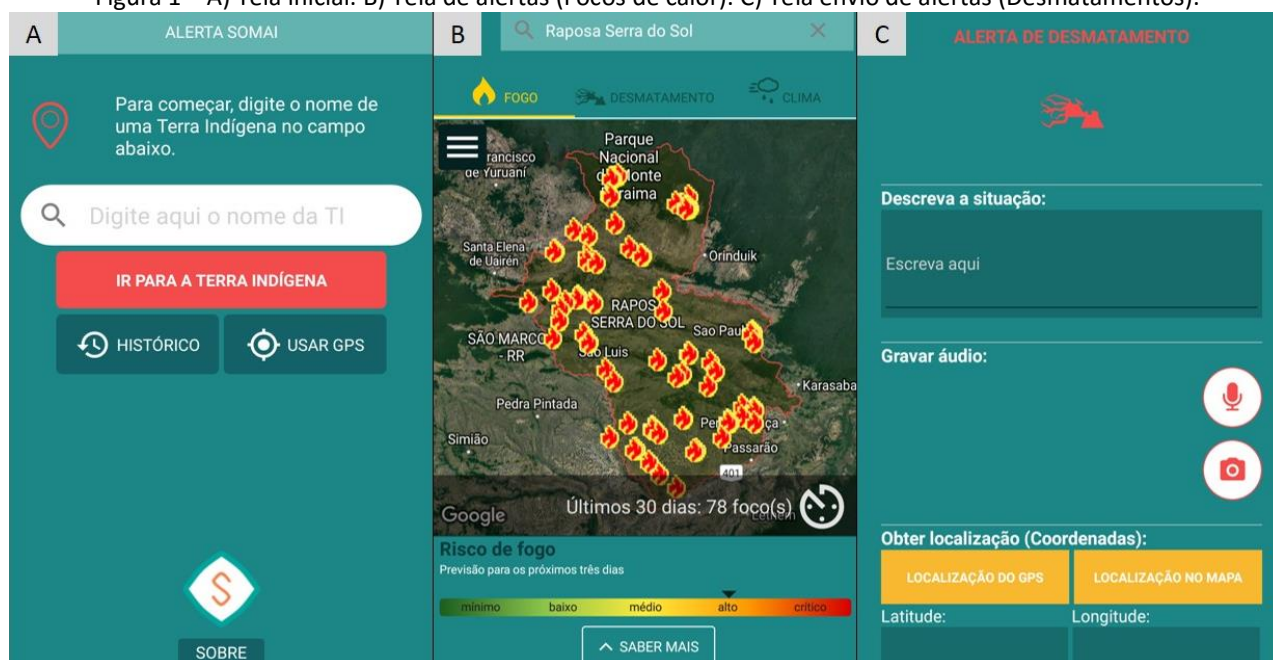 Figura 1 – A) Tela inicial. B) Tela de alertas (Focos de calor). C) Tela envio de alertas (Desmatamentos).
A
ALERTA SOMAI
Para começar, digite o nome de
uma Terra Indígena no campo
abaixo.
Digite aqui o nome da TI
IR PARA A TERRA INDÍGENA
HISTÓRICO
USAR GPS
S
SOBRE
B
Raposa Serra do Sol
FOGO
DESMATAMENTO
CLIMA
Parque
Nacional
rancisco
de Yuruaní
Santa Elena
de Uairén
Orinduik
RAPOS
SERRA DO SOL
Sao Pau
SÃO MARCO
- RR
Luis
Karasaba
Pedra Pintada
Simião
Passarão
401
Google
Últimos 30 dias: 78 foco(s)
Risco de fogo
Previsão para os próximos três dias
mínimo
baixo
médio
alto
crítico
SABER MAIS
C
ALERTA DE DESMATAMENTO
Descreva a situação:
Escreva aqui
Gravar áudio:
Obter localização (Coordenadas):
LOCALIZAÇÃO DO GPS
LOCALIZAÇÃO NO MAPA
Latitude:
Longitude: